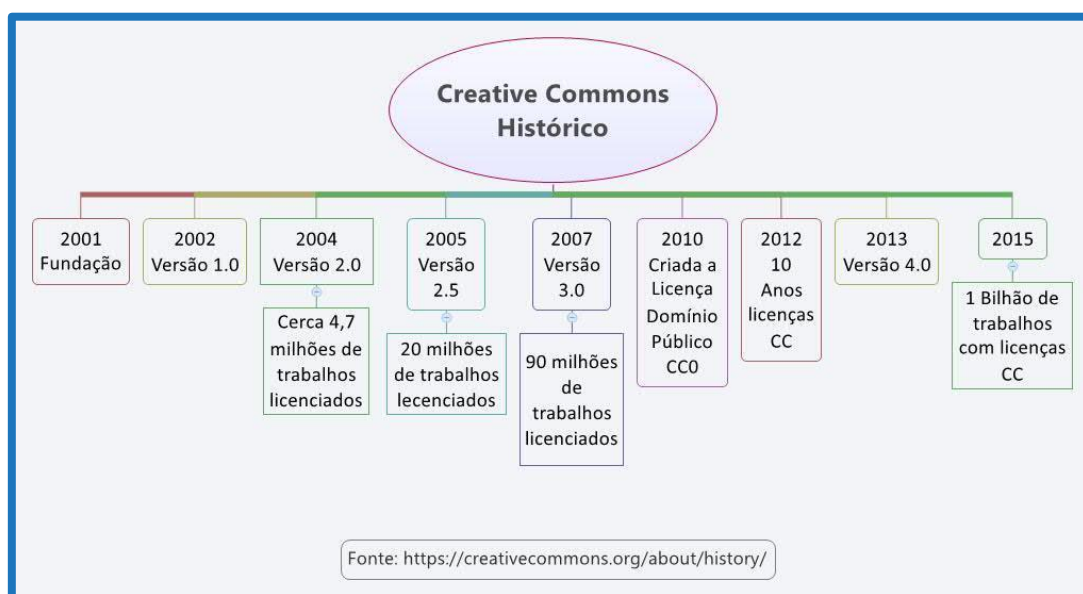 Creative Commons
Histórico
2001
Fundação
2002
Versão 1.0
2004
Versão 2.0
Cerca 4,7
milhões de
trabalhos
licenciados
2005
Versão
2.5
20 milhões
de trabalhos
lecenciados
2007
Versão
3.0
90 milhões
de
trabalhos
licenciados
2010
Criada a
Licença
Domínio
Público
CC0
2012
10
Anos
licenças
CC
2013
Versão 4.0
2015
1 Bilhão de
trabalhos
com licenças
CC
Fonte: https://creativecommons.org/about/history/